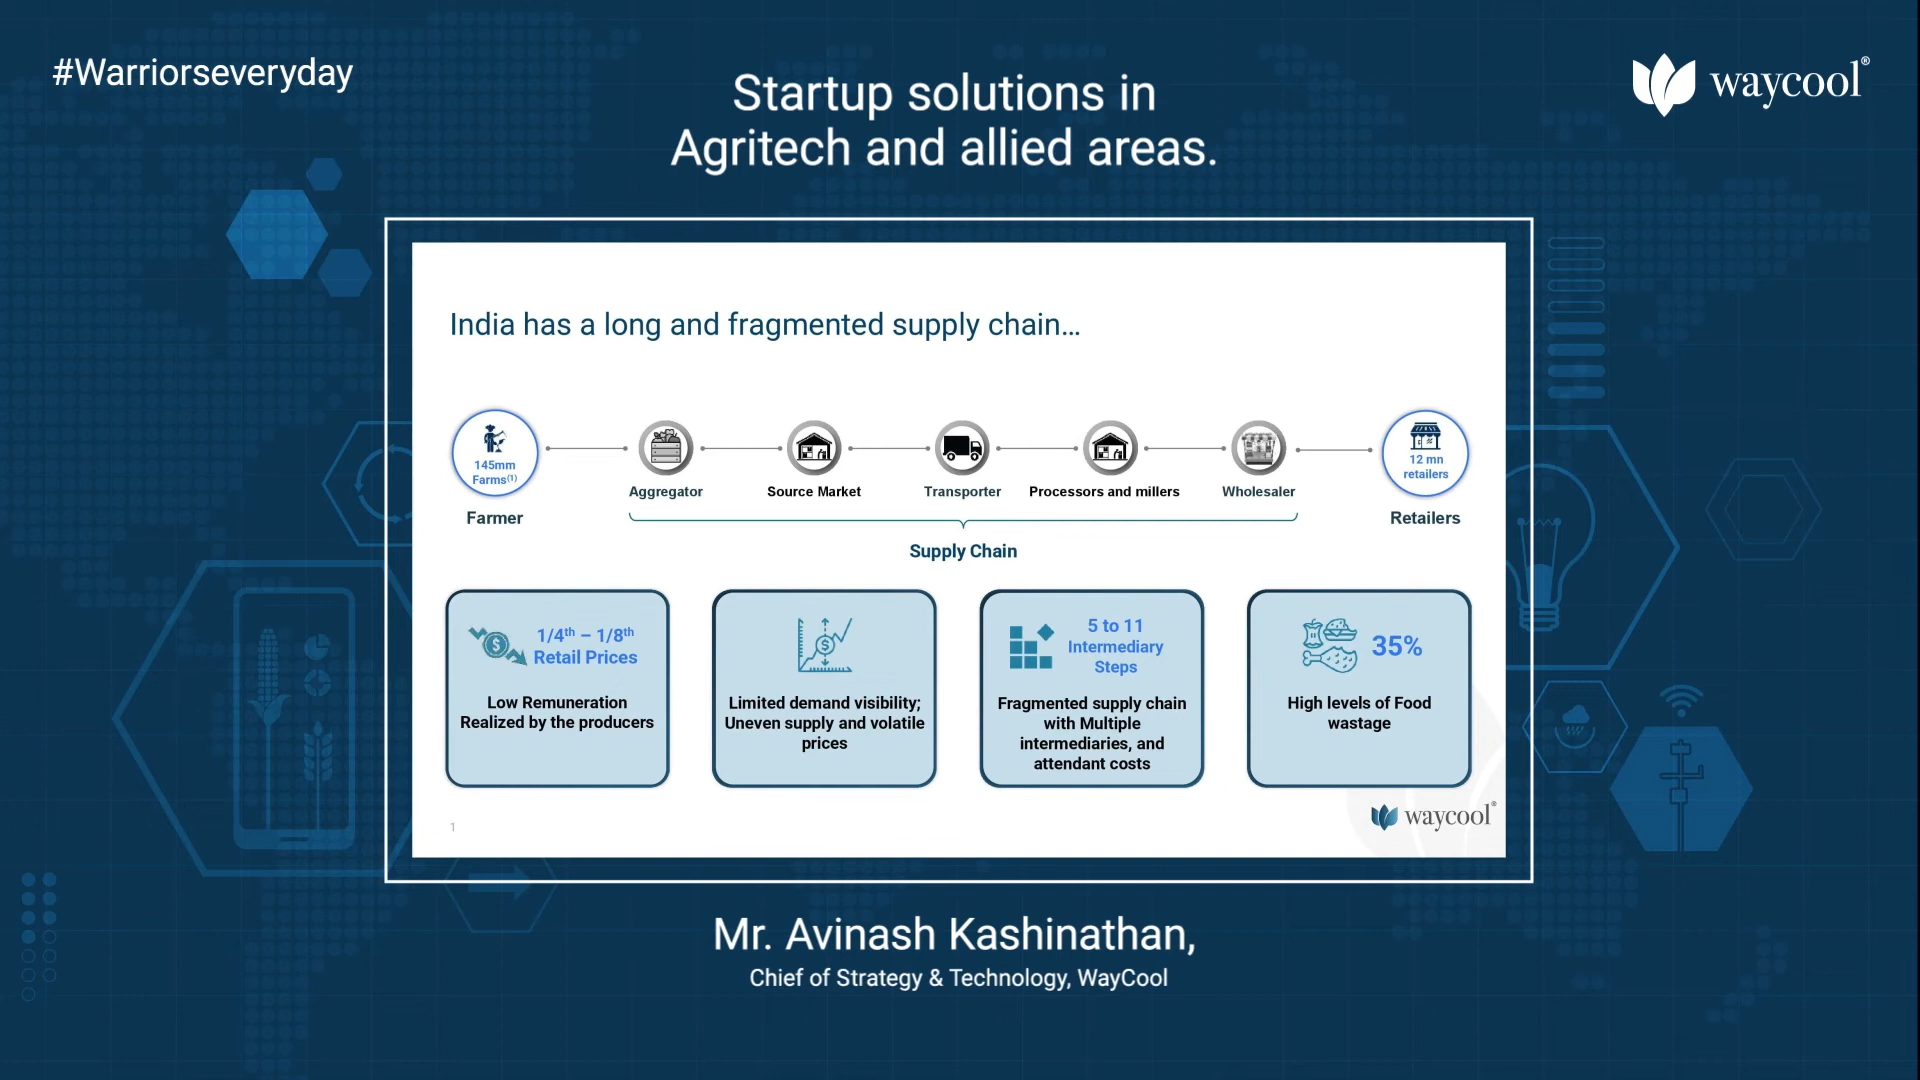 #Warriorseveryday
Startup solutions in
Agritech and allied areas.
waycool®
India has a long and fragmented supply chain...
145mm
Farms(1)
Farmer
Aggregator
Source Market
Transporter
Processors and millers
Wholesaler
12 mn
retailers
Retailers
Supply Chain
1/4th – 1/8th
Retail Prices
Low Remuneration
Realized by the producers
Limited demand visibility;
Uneven supply and volatile
prices
5 to 11
Intermediary
Steps
Fragmented supply chain
with Multiple
intermediaries, and
attendant costs
35%
High levels of Food
wastage
1
waycool®
Mr. Avinash Kashinathan,
Chief of Strategy & Technology, WayCool